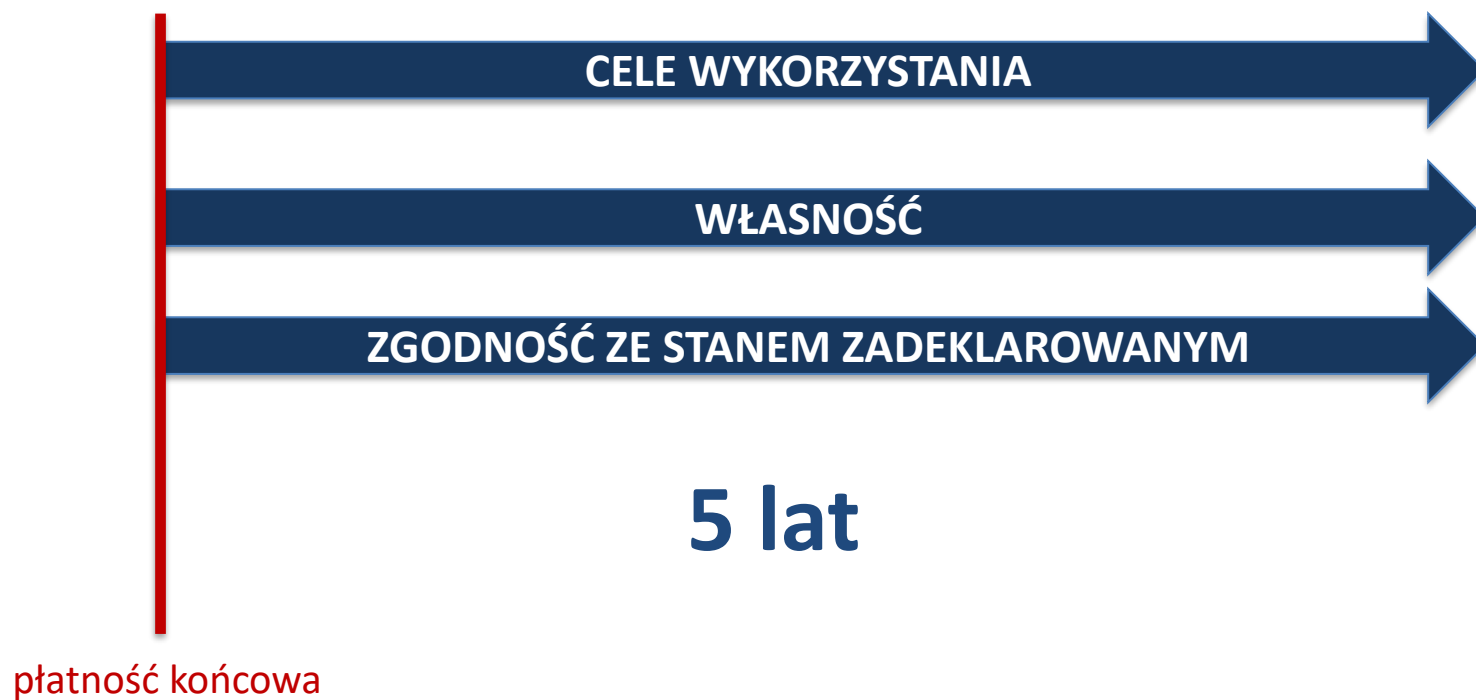 CELE WYKORZYSTANIA
WŁASNOŚĆ
ZGODNOŚĆ ZE STANEM ZADEKLAROWANYM
5 lat
płatność końcowa